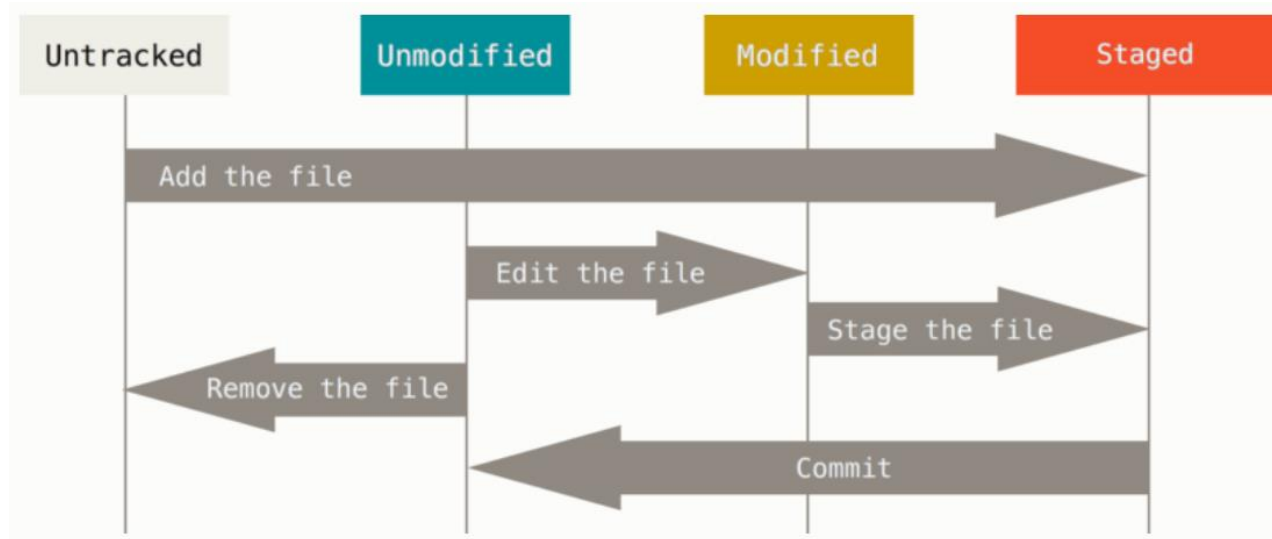 Untracked
Unmodified
Modified
Staged
Add the file
Edit the file
Stage the file
Remove the file
Commit